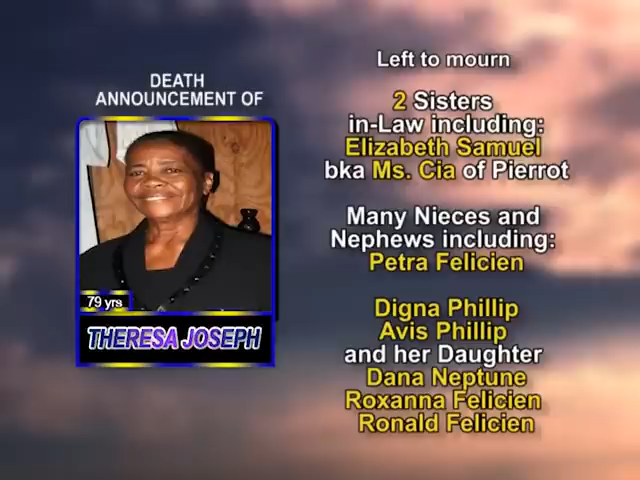 DEATH
ANNOUNCEMENT OF
79 yrs
THERESA JOSEPH
Left to mourn
2 Sisters
in-Law including:
Elizabeth Samuel
bka Ms. Cia of Pierrot
Many Nieces and
Nephews including:
Petra Felicien
Digna Phillip
Avis Phillip
and her Daughter
Dana Neptune
Roxanna Felicien
Ronald Felicien